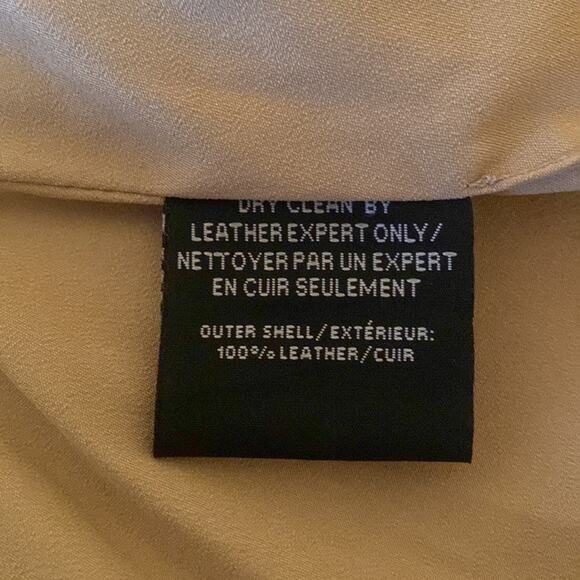 DRY CLEAN BY
LEATHER EXPERT ONLY/
NETTOYER PAR UN EXPERT
EN CUIR SEULEMENT
OUTER SHELL/EXTÉRIEUR:
100% LEATHER/CUIR